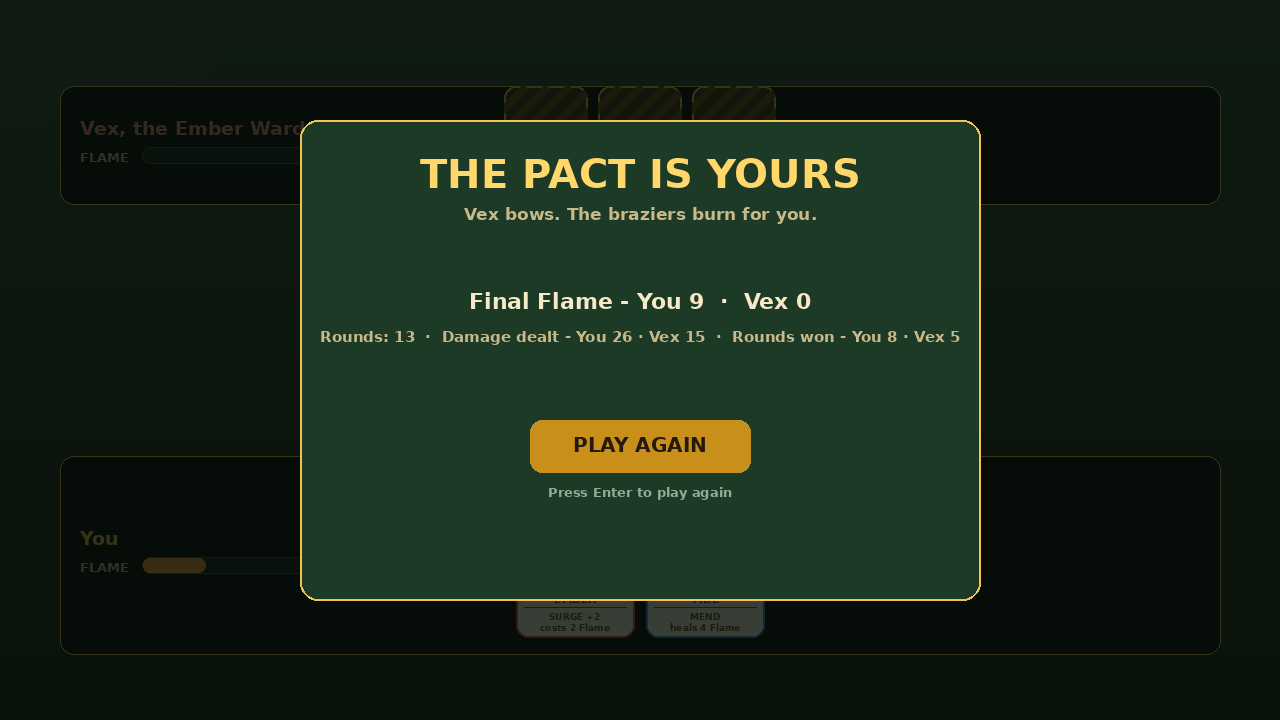 Vex, the Ember Ward
FLAME
THE PACT IS YOURS
Vex bows. The braziers burn for you.
Final Flame - You 9 · Vex 0
Rounds: 13 · Damage dealt - You 26 · Vex 15 · Rounds won - You 8 · Vex 5
PLAY AGAIN
Press Enter to play again
You
FLAME
SURGE +2
costs 2 Flame
MEND
heals 4 Flame